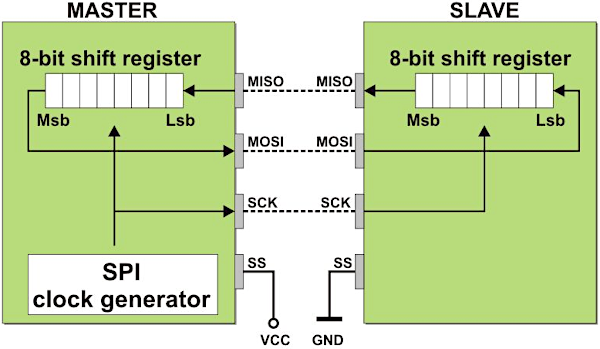 MASTER
SLAVE
8-bit shift register
8-bit shift register
MISO
MISO
Msb
Lsb
Msb
Lsb
MOSI
MOSI
SCK
SCK
SS
SS
SPI
clock generator
VCC
GND